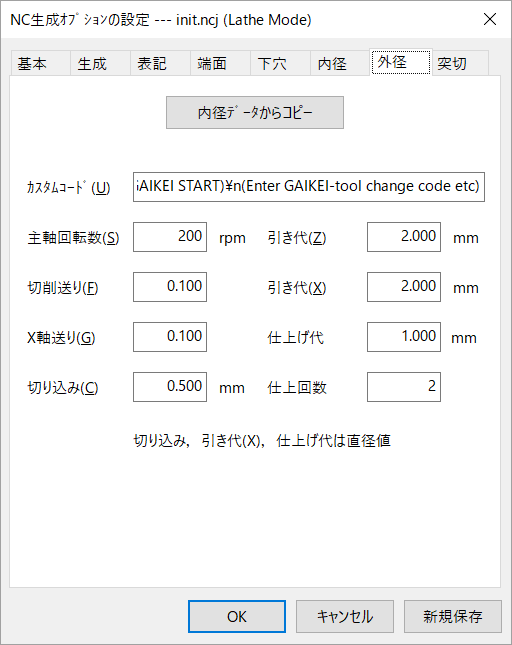 NC生成ｵﾌﾟｼｮﾝの設定 --- init.ncj (Lathe Mode)
基本 生成 表記 端面 下穴 内径 外径 突切
内径ﾃﾞｰﾀからｺﾋﾟｰ
ｶｽﾀﾑｺｰﾄﾞ(U) GAIKEI START)¥n(Enter GAIKEI-tool change code etc)
主軸回転数(S) 200 rpm 引き代(Z) 2.000 mm
切削送り(F) 0.100 引き代(X) 2.000 mm
X軸送り(G) 0.100 仕上げ代 1.000 mm
切り込み(C) 0.500 mm 仕上回数 2
切り込み, 引き代(X), 仕上げ代は直径値
OK ｷｬﾝｾﾙ 新規保存